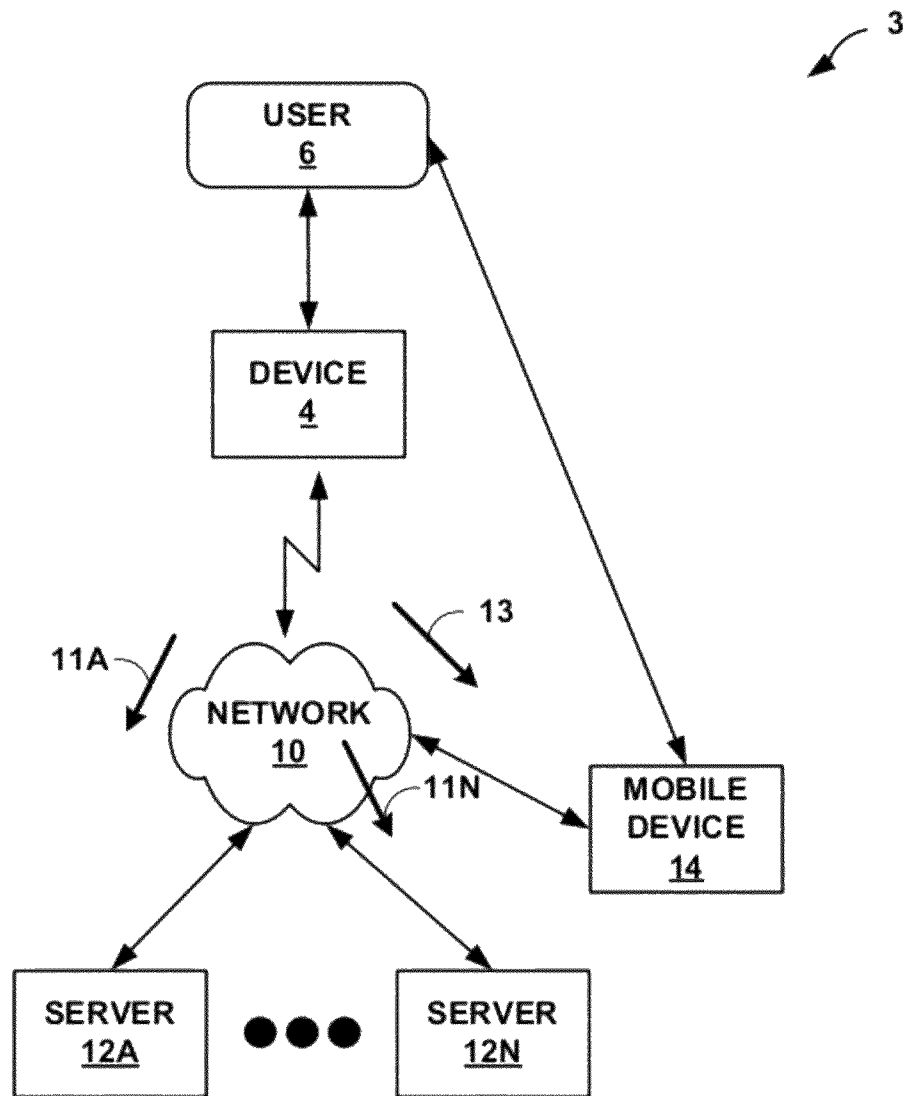 3
USER
6
DEVICE
4
13
11A
NETWORK
10
11N
MOBILE
DEVICE
14
SERVER
12A
SERVER
12N